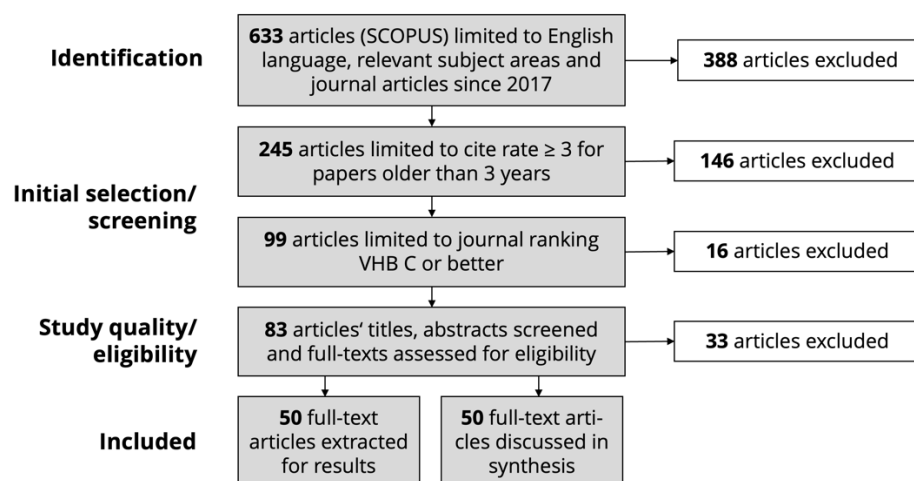 Identification
633 articles (SCOPUS) limited to English
language, relevant subject areas and
journal articles since 2017
388 articles excluded
Initial selection/
screening
245 articles limited to cite rate ≥ 3 for
papers older than 3 years
146 articles excluded
99 articles limited to journal ranking
VHB C or better
16 articles excluded
Study quality/
eligibility
83 articles‘ titles, abstracts screened
and full-texts assessed for eligibility
33 articles excluded
Included
50 full-text
articles extracted
for results
50 full-text arti-
cles discussed in
synthesis